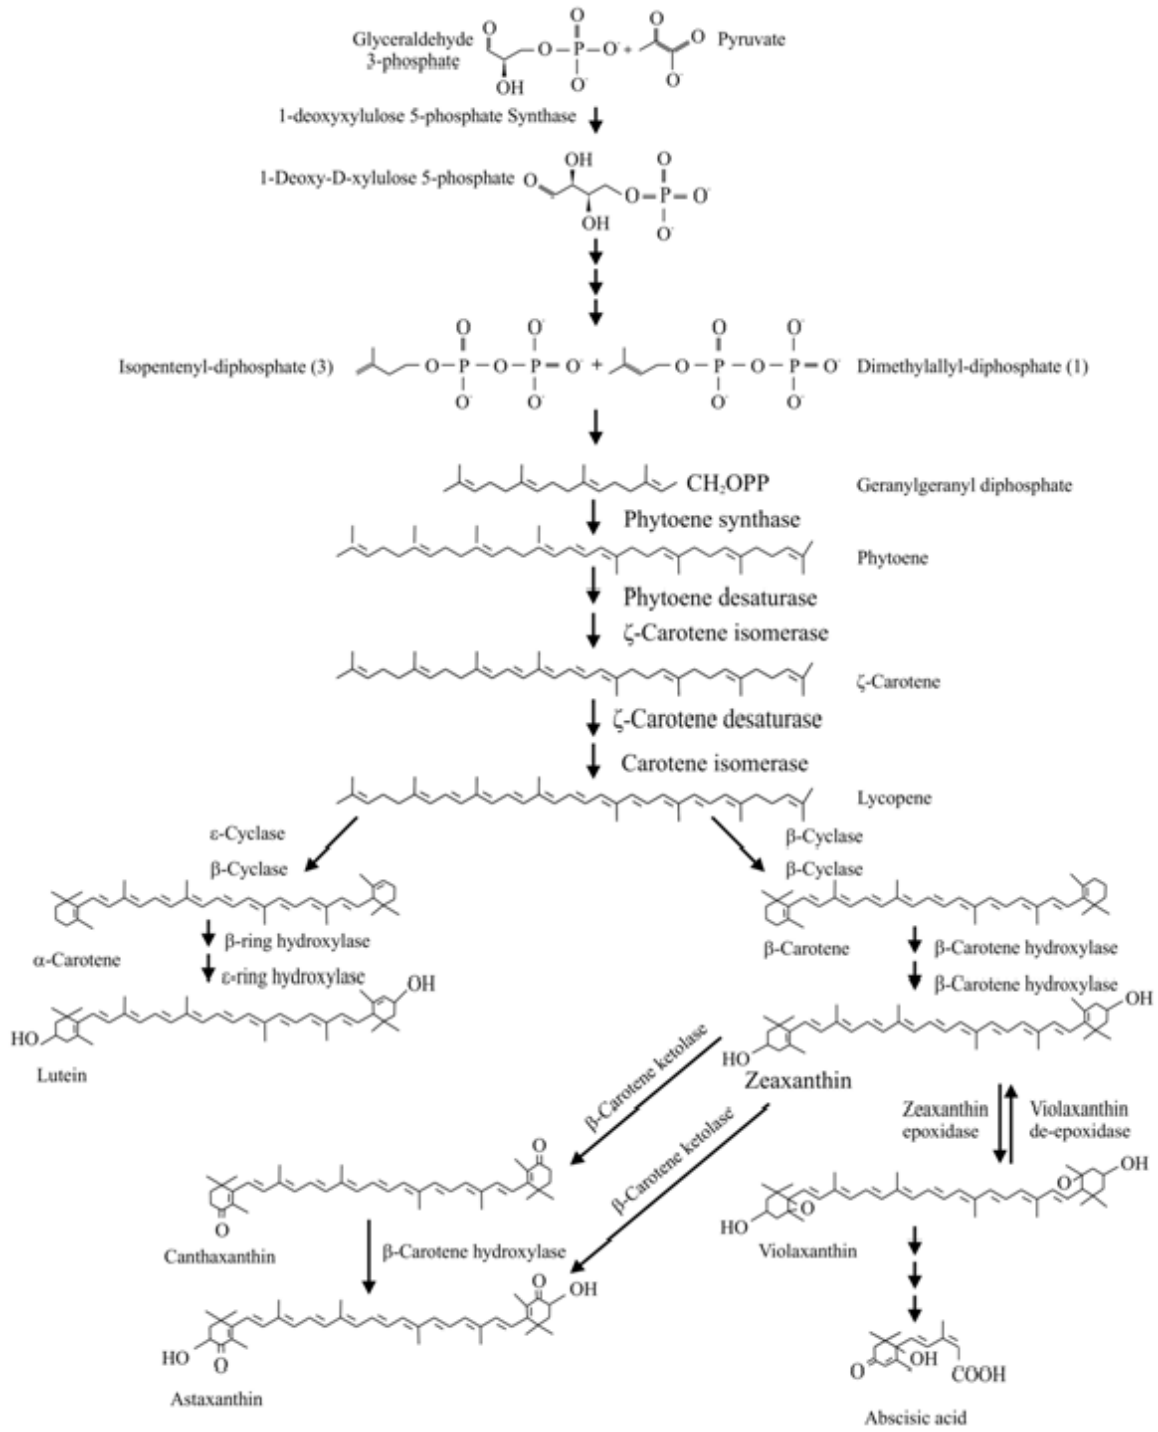 Glyceraldehyde
3-phosphate
O
O
P
O
O⁻
O⁻
OH
+
O
O
O⁻
Pyruvate
1-deoxyxylulose 5-phosphate Synthase
1-Deoxy-D-xylulose 5-phosphate
O
OH
OH
O
P
O
O⁻
O⁻
Isopentenyl-diphosphate (3)
O
P
O
O⁻
O
P
O⁻
O⁻
O⁻
+
O
P
O
O⁻
O
P
O⁻
O⁻
O⁻
Dimethylallyl-diphosphate (1)
CH₂OPP
Geranylgeranyl diphosphate
Phytoene synthase
Phytoene
Phytoene desaturase
ζ-Carotene isomerase
ζ-Carotene
ζ-Carotene desaturase
Carotene isomerase
Lycopene
ε-Cyclase
β-Cyclase
β-Cyclase
β-Cyclase
α-Carotene
β-ring hydroxylase
ε-ring hydroxylase
β-Carotene
β-Carotene hydroxylase
β-Carotene hydroxylase
OH
HO
Lutein
OH
HO
Zeaxanthin
β-Carotene ketolase
β-Carotene ketolase
Zeaxanthin
epoxidase
Violaxanthin
de-epoxidase
O
O
Canthaxanthin
OH
O
O
HO
Violaxanthin
β-Carotene hydroxylase
O
OH
HO
O
Astaxanthin
O
OH
COOH
Abscisic acid